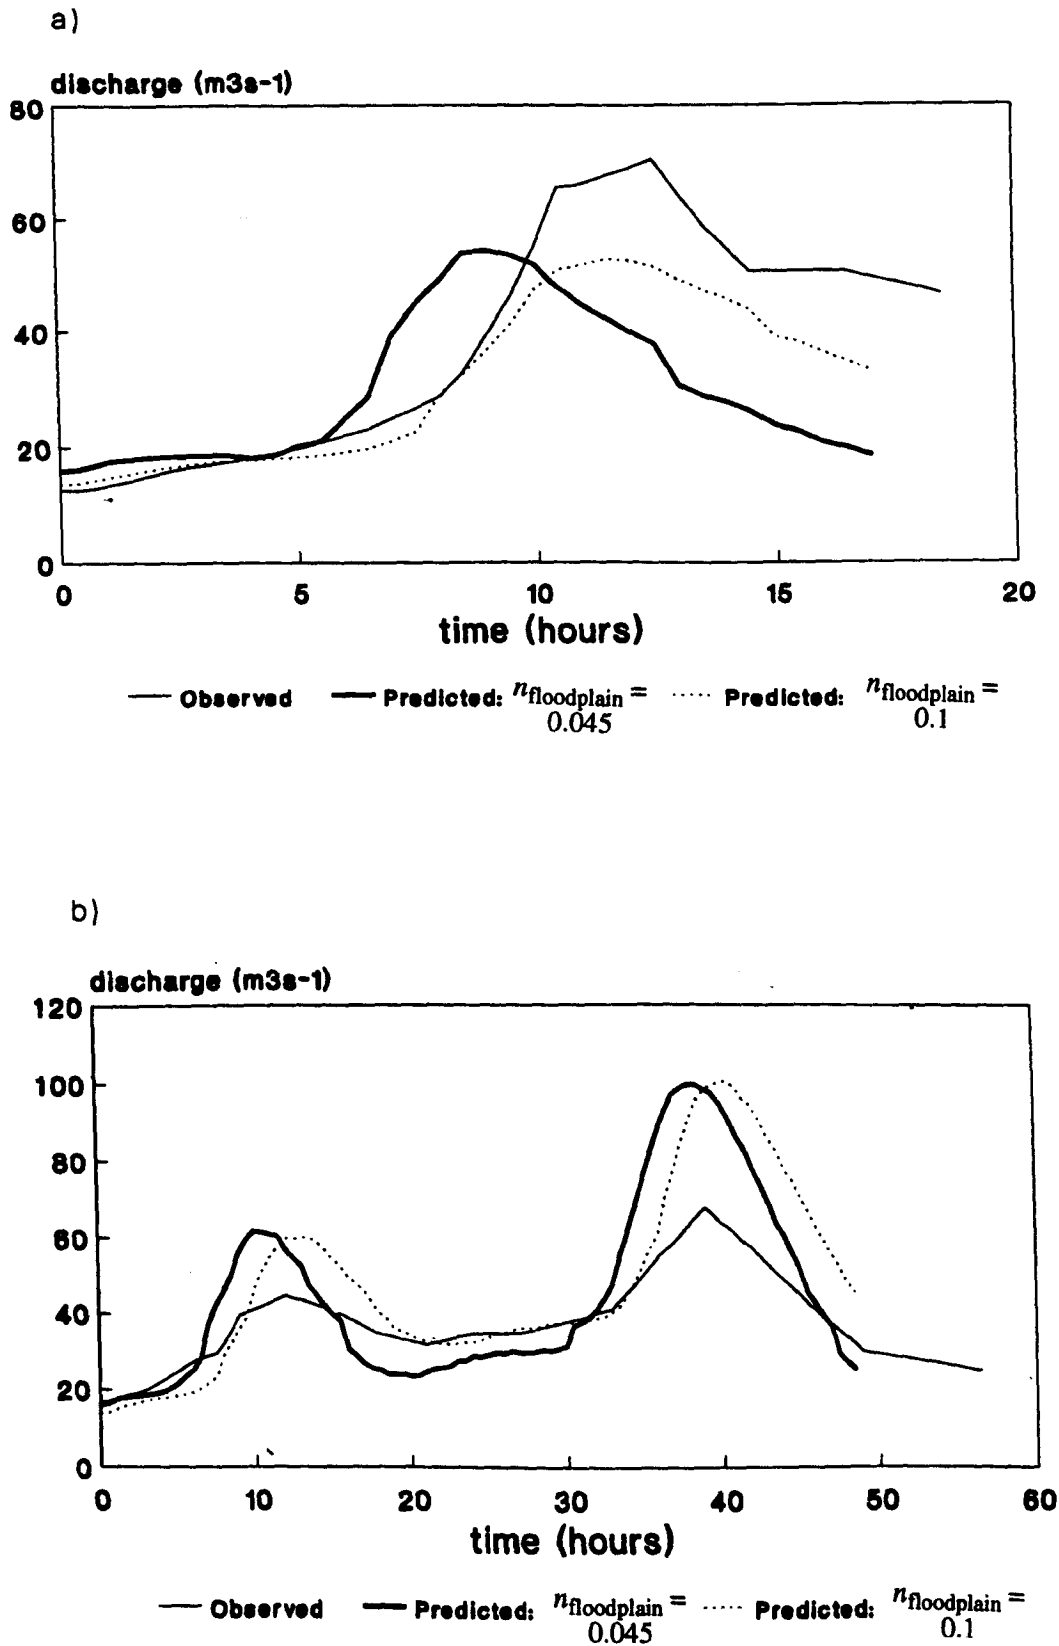 a)
discharge (m3s-1)
80
60
40
20
0
0 5 10 15 20
time (hours)
Observed Predicted: nfloodplain = 0.045 Predicted: nfloodplain = 0.1
b)
discharge (m3s-1)
120
100
80
60
40
20
0
0 10 20 30 40 50 60
time (hours)
Observed Predicted: nfloodplain = 0.045 Predicted: nfloodplain = 0.1